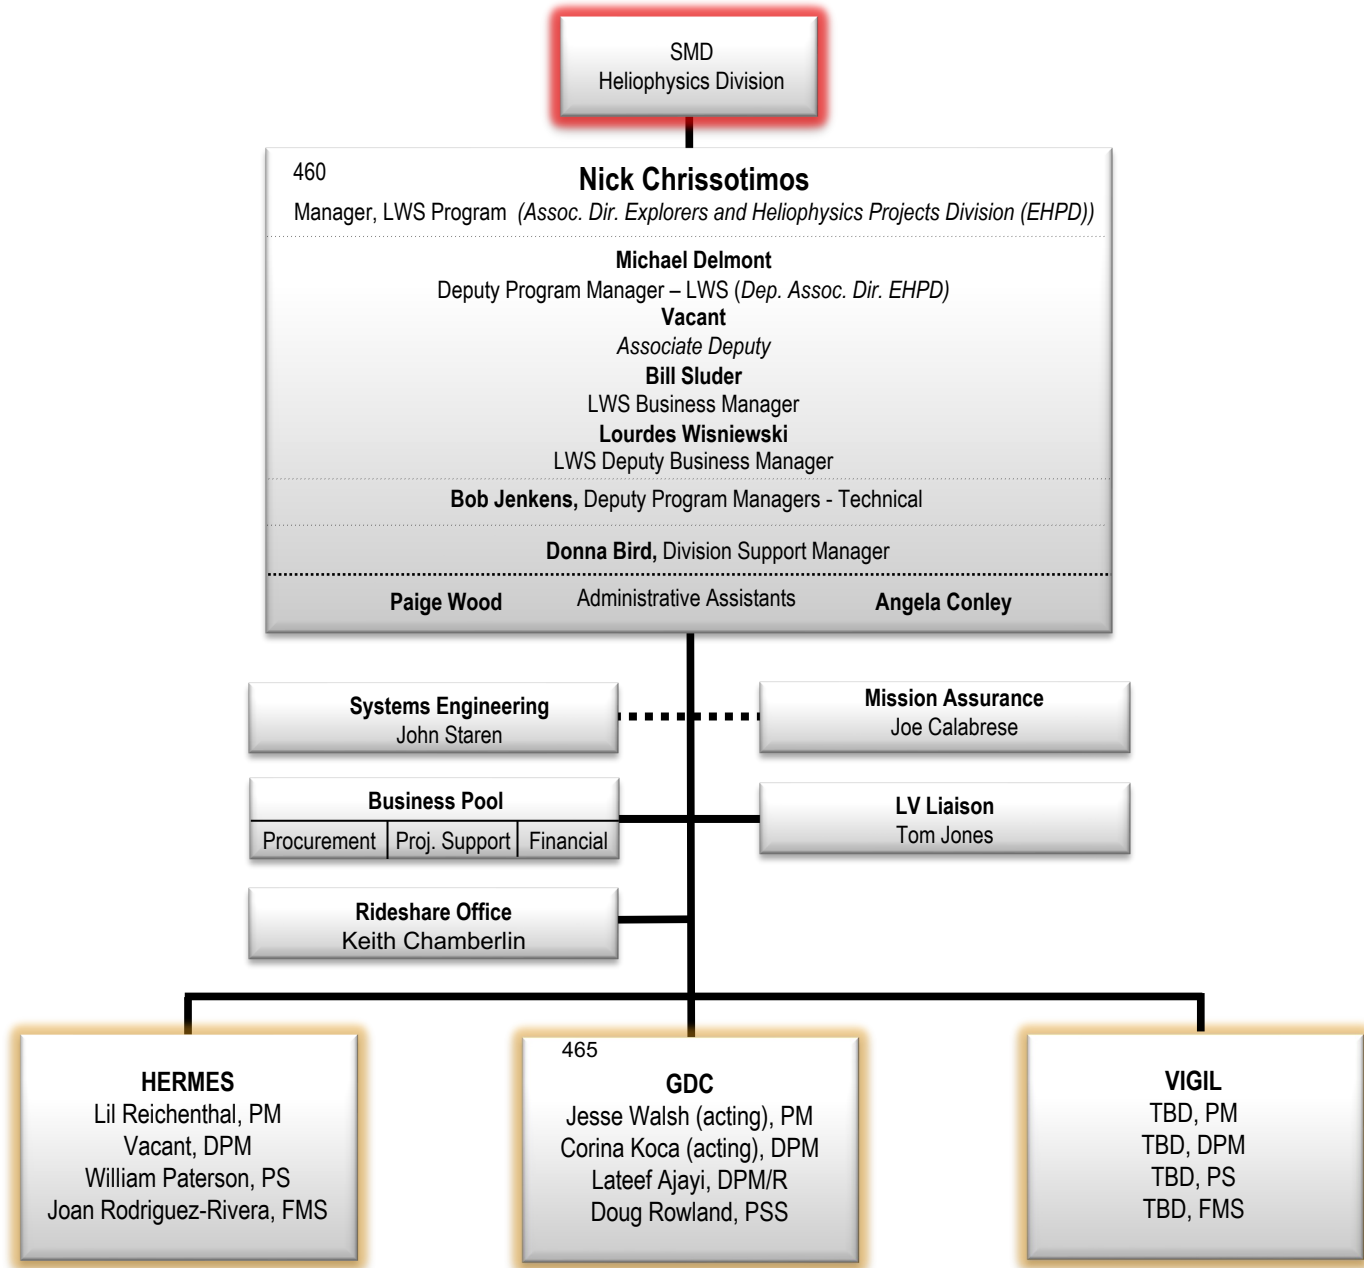 SMD
Heliophysics Division
460
Nick Chrissotimos
Manager, LWS Program (Assoc. Dir. Explorers and Heliophysics Projects Division (EHPD))
Michael Delmont
Deputy Program Manager – LWS (Dep. Assoc. Dir. EHPD)
Vacant
Associate Deputy
Bill Sluder
LWS Business Manager
Lourdes Wisniewski
LWS Deputy Business Manager
Bob Jenkens, Deputy Program Managers - Technical
Donna Bird, Division Support Manager
Paige Wood Administrative Assistants Angela Conley
Systems Engineering
John Staren
Mission Assurance
Joe Calabrese
Business Pool
Procurement Proj. Support Financial
LV Liaison
Tom Jones
Rideshare Office
Keith Chamberlin
HERMES
Lil Reichenthal, PM
Vacant, DPM
William Paterson, PS
Joan Rodriguez-Rivera, FMS
465
GDC
Jesse Walsh (acting), PM
Corina Koca (acting), DPM
Lateef Ajayi, DPM/R
Doug Rowland, PSS
VIGIL
TBD, PM
TBD, DPM
TBD, PS
TBD, FMS